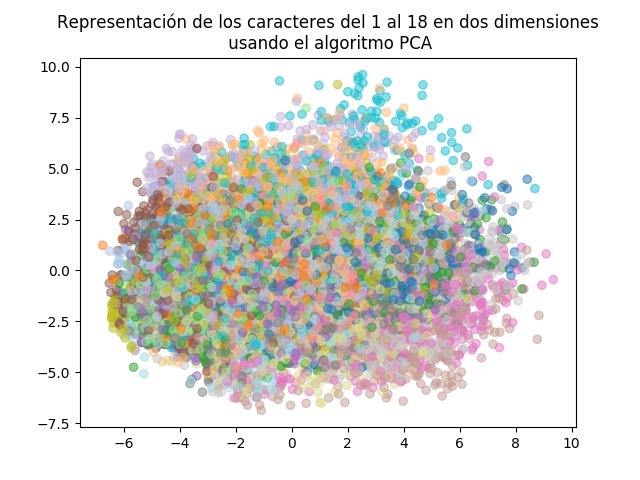 Representación de los caracteres del 1 al 18 en dos dimensiones
usando el algoritmo PCA
10.0
7.5
5.0
2.5
0.0
−2.5
−5.0
−7.5
−6 −4 −2 0 2 4 6 8 10